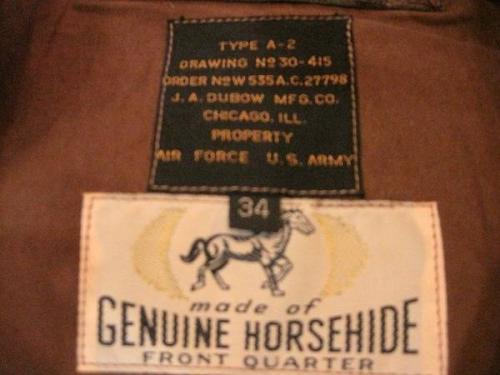 TYPE A-2
DRAWING Nº 30-415
ORDER Nº W535A.C.27798
J. A. DUBOW MFG. CO.
CHICAGO, ILL.
PROPERTY
AIR FORCE U.S. ARMY
34
made of
GENUINE HORSEHIDE
FRONT QUARTER